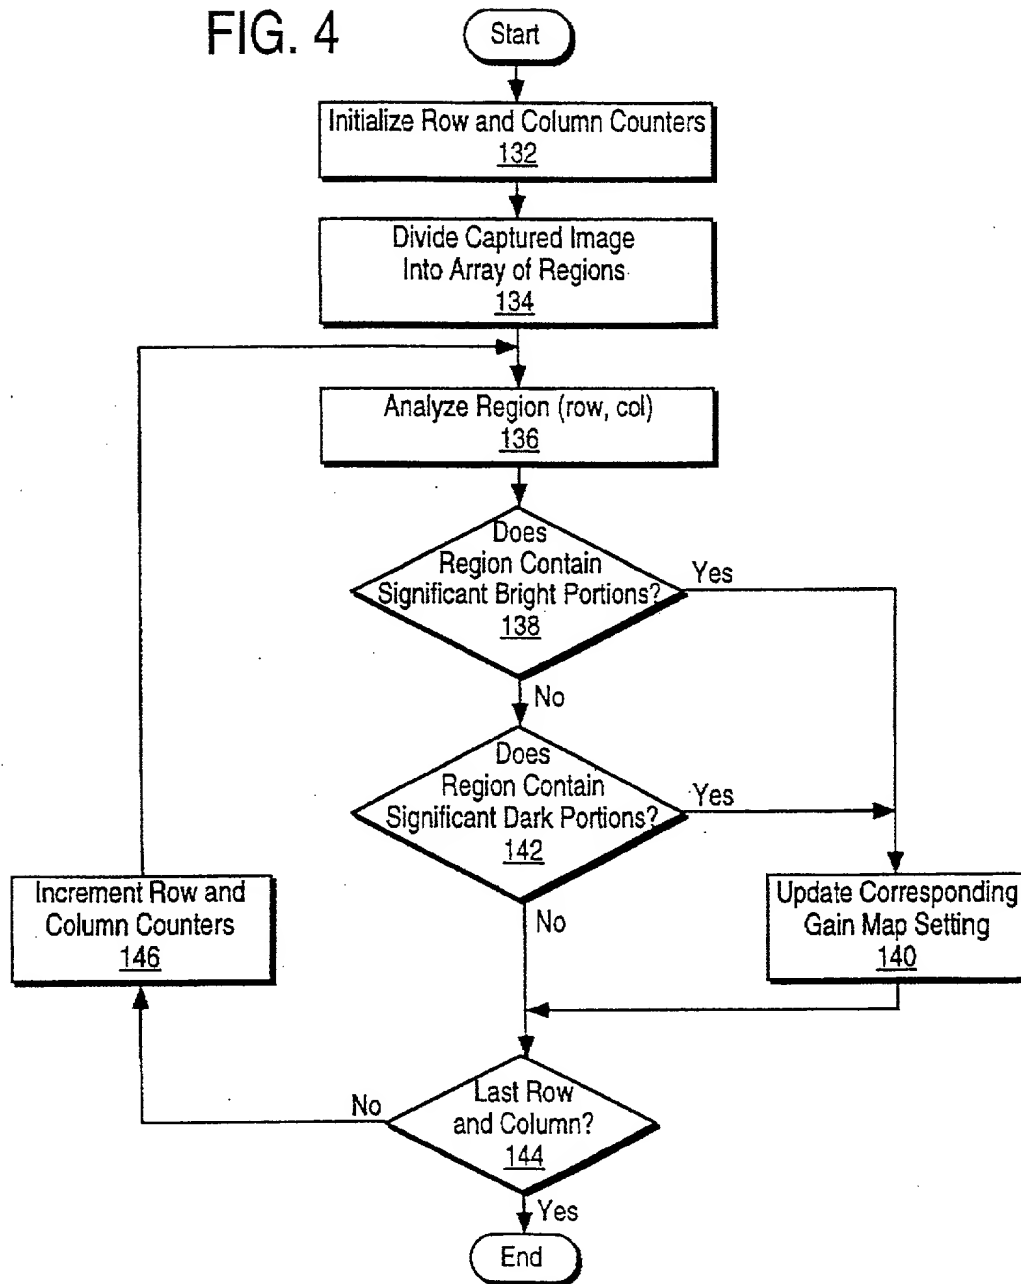 FIG. 4
Start
Initialize Row and Column Counters
132
Divide Captured Image
Into Array of Regions
134
Analyze Region (row, col)
136
Does
Region Contain
Significant Bright Portions?
138
Yes
No
Does
Region Contain
Significant Dark Portions?
142
Yes
No
Increment Row and
Column Counters
146
Update Corresponding
Gain Map Setting
140
Last Row
and Column?
144
No
Yes
End